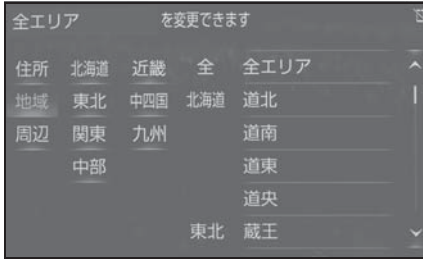 全エリア を変更できます
住所 北海道 近畿 全 全エリア
地域 東北 中四国 北海道 道北
周辺 関東 九州 道南
中部 道東
道央
東北 蔵王